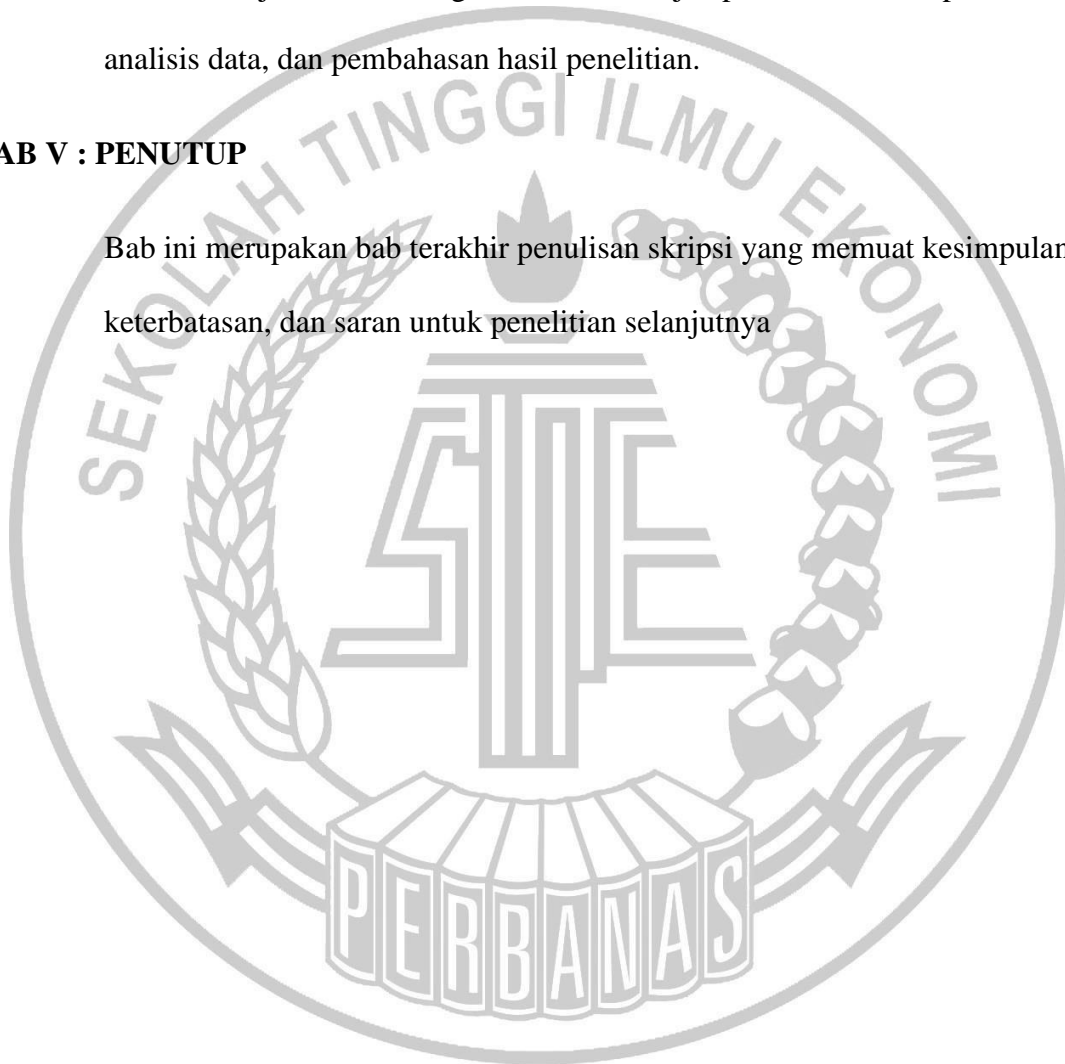 analisis data, dan pembahasan hasil penelitian.
AB V : PENUTUP
Bab ini merupakan bab terakhir penulisan skripsi yang memuat kesimpulan
keterbatasan, dan saran untuk penelitian selanjutnya
SEKOLAH TINGGI ILMU EKONOMI
STIE
PERBANAS